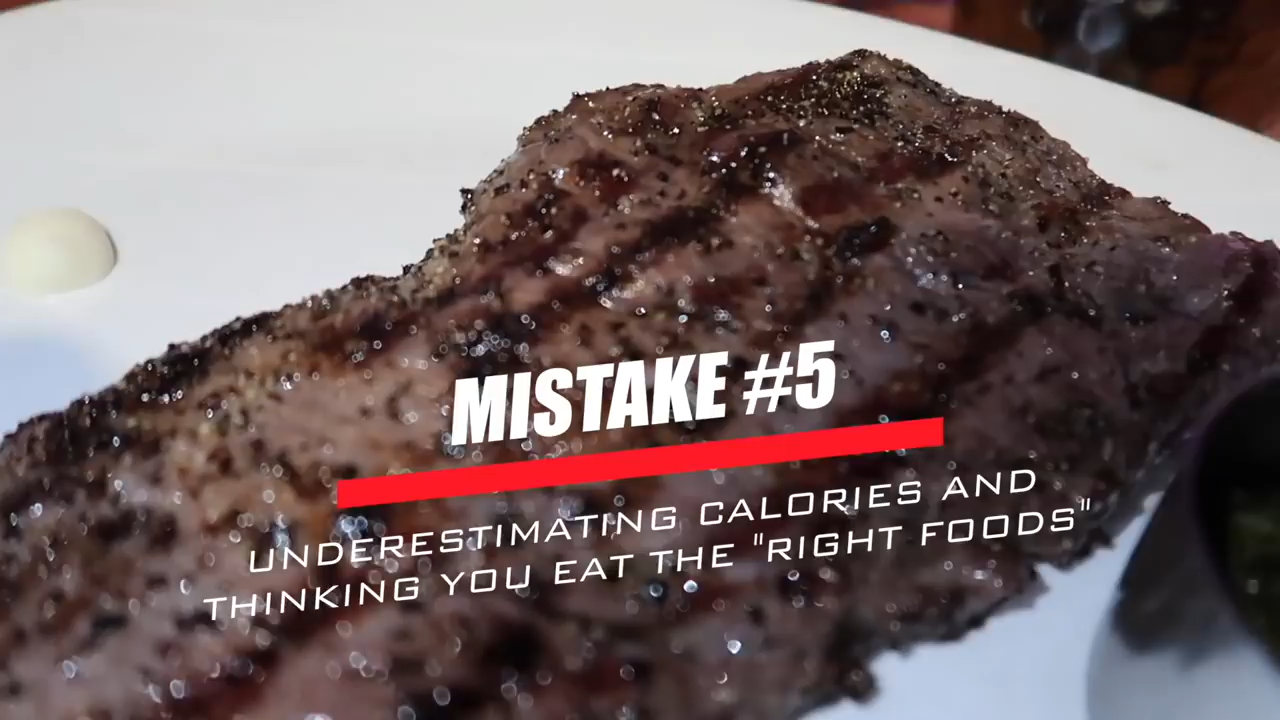 MISTAKE #5
UNDERESTIMATING CALORIES AND
THINKING YOU EAT THE "RIGHT FOODS"